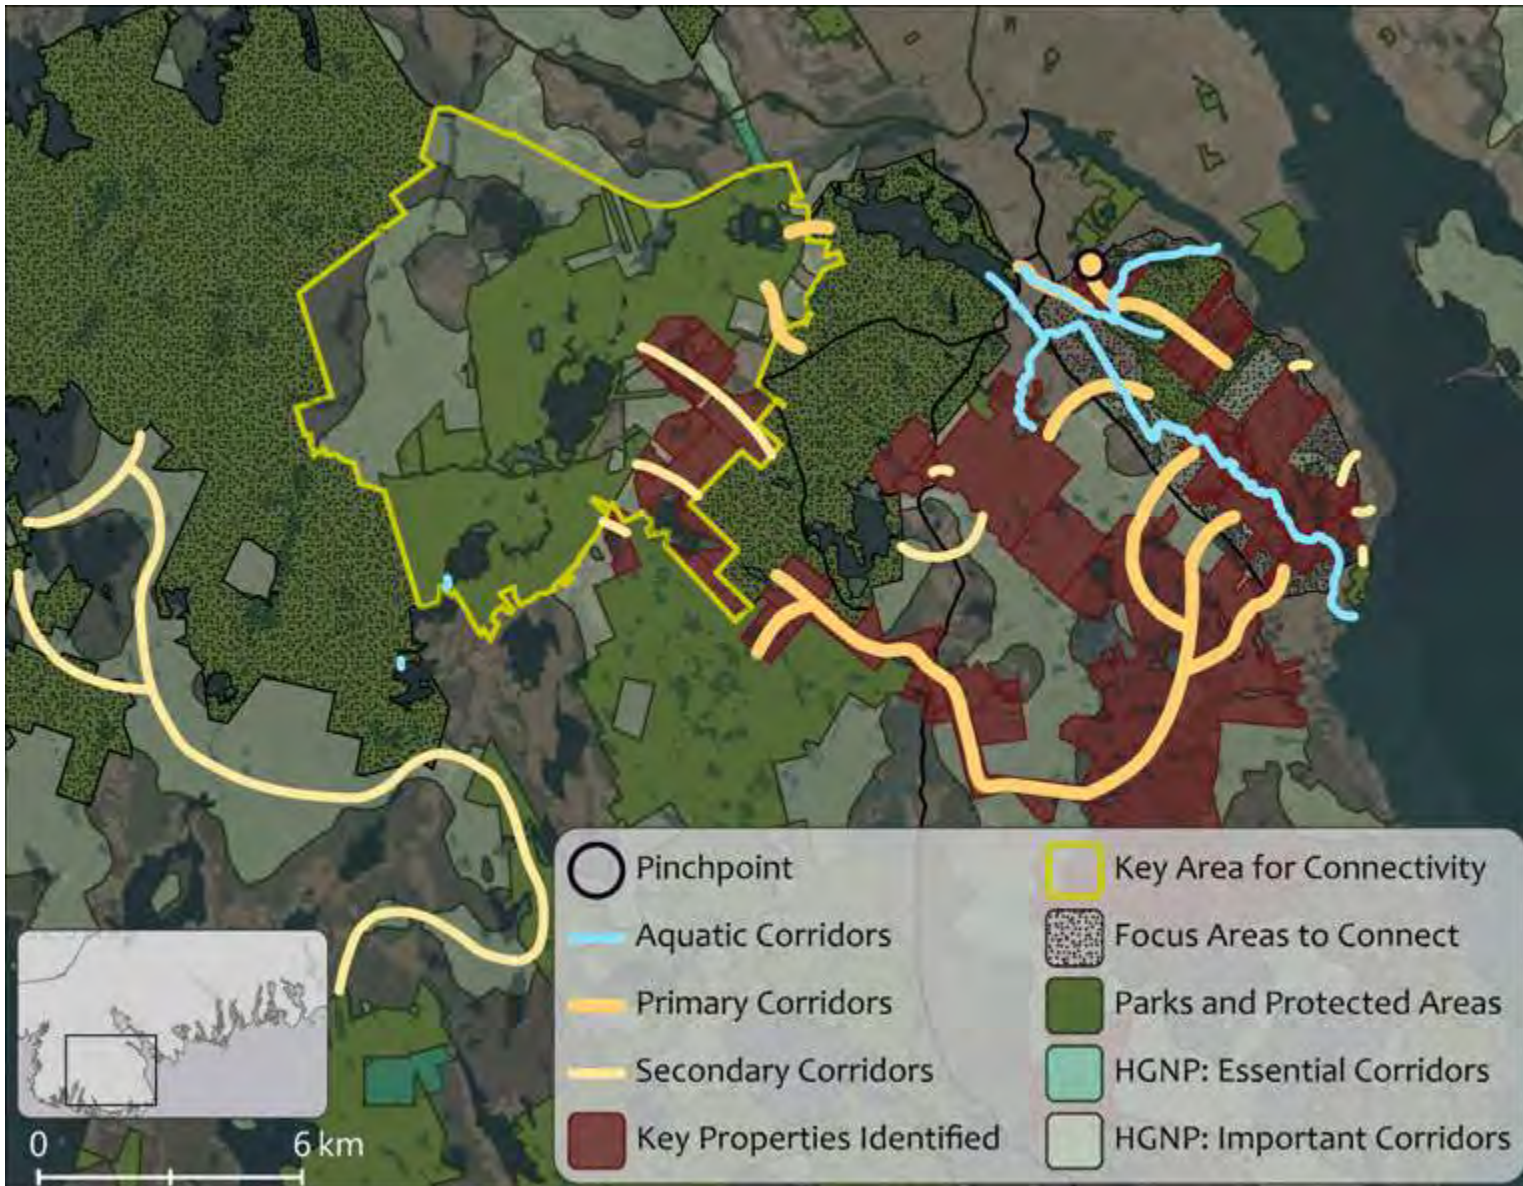 Pinchpoint
Key Area for Connectivity
Aquatic Corridors
Focus Areas to Connect
Primary Corridors
Parks and Protected Areas
Secondary Corridors
HGNP: Essential Corridors
Key Properties Identified
HGNP: Important Corridors
0 6 km